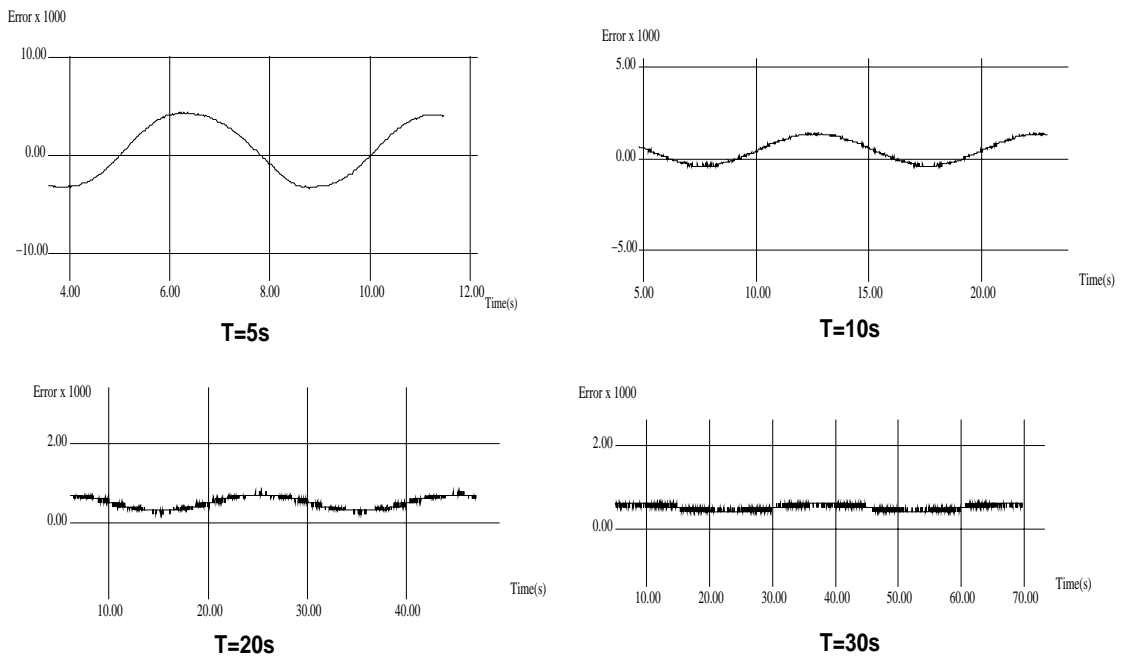 Error x 1000
10.00
0.00
−10.00
4.00 6.00 8.00 10.00 12.00 Time(s)
T=5s
Error x 1000
5.00
0.00
−5.00
5.00 10.00 15.00 20.00 Time(s)
T=10s
Error x 1000
2.00
0.00
10.00 20.00 30.00 40.00 Time(s)
T=20s
Error x 1000
2.00
0.00
10.00 20.00 30.00 40.00 50.00 60.00 70.00 Time(s)
T=30s